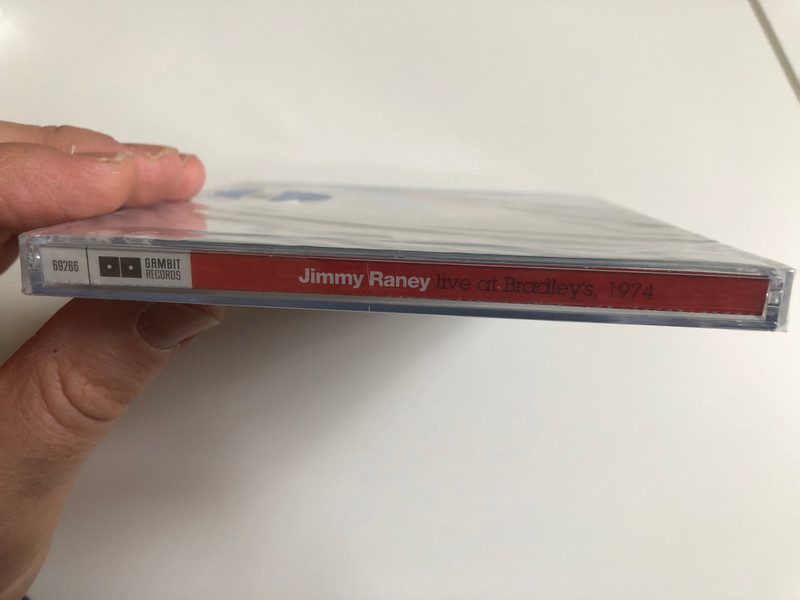 69266
GAMBIT
RECORDS
Jimmy Raney live at Bradley's, 1974